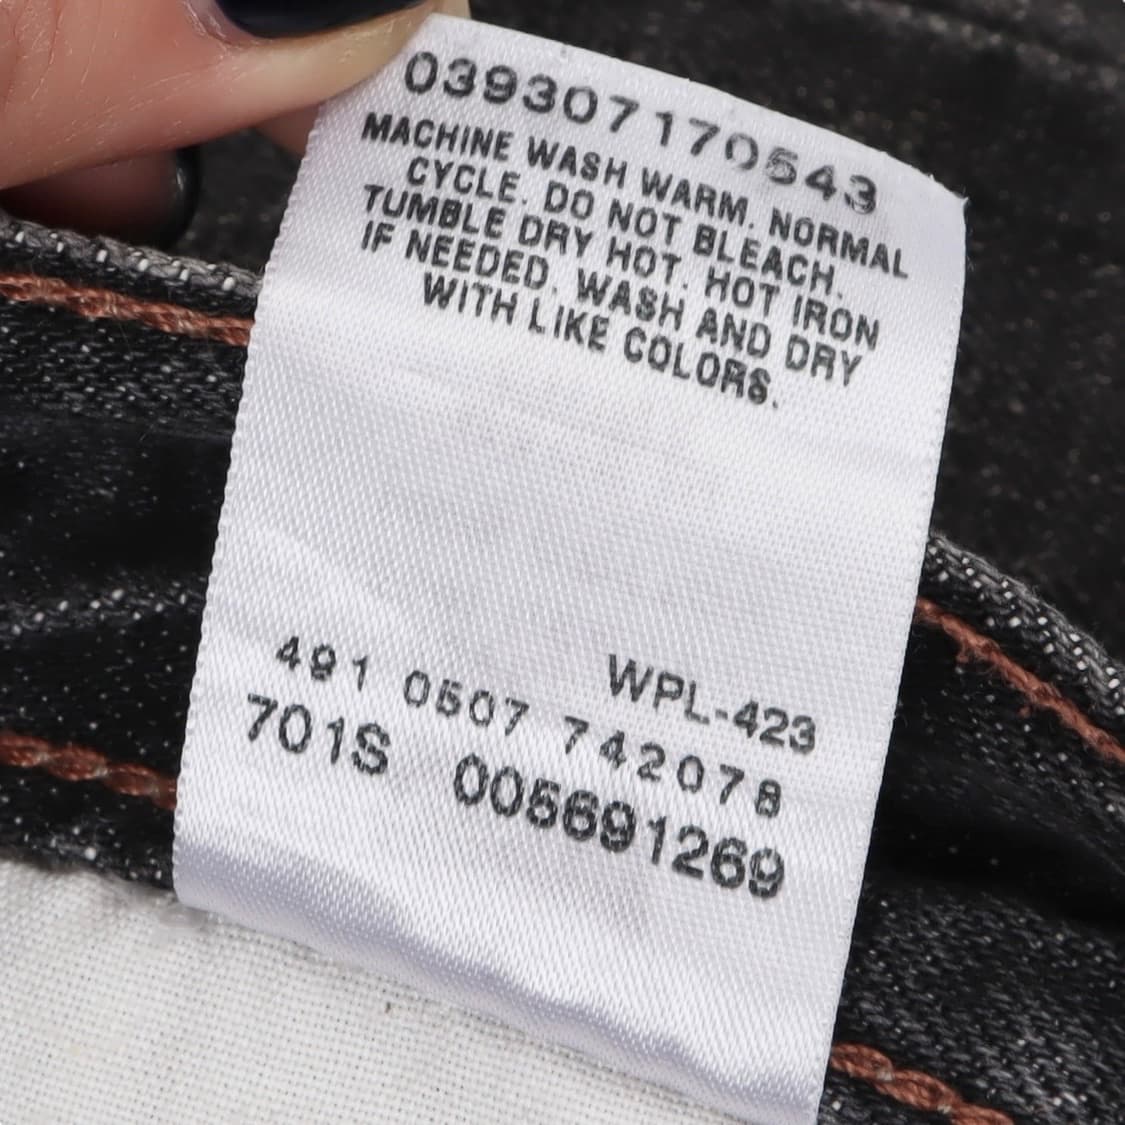 039307170543
MACHINE WASH WARM. NORMAL
CYCLE. DO NOT BLEACH.
TUMBLE DRY HOT. HOT IRON
IF NEEDED. WASH AND DRY
WITH LIKE COLORS.
WPL-423
491 0507 742078
701S 005691269